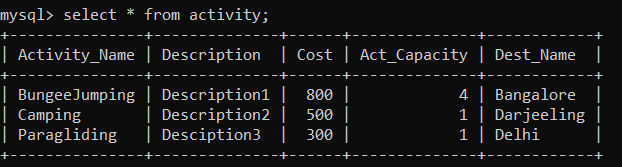 mysql> select * from activity;
+---------------+--------------+------+--------------+------------+
| Activity_Name | Description  | Cost | Act_Capacity | Dest_Name  |
+---------------+--------------+------+--------------+------------+
| BungeeJumping | Description1 |  800 |            4 | Bangalore  |
| Camping       | Description2 |  500 |            1 | Darjeeling |
| Paragliding   | Desciption3  |  300 |            1 | Delhi      |
+---------------+--------------+------+--------------+------------+